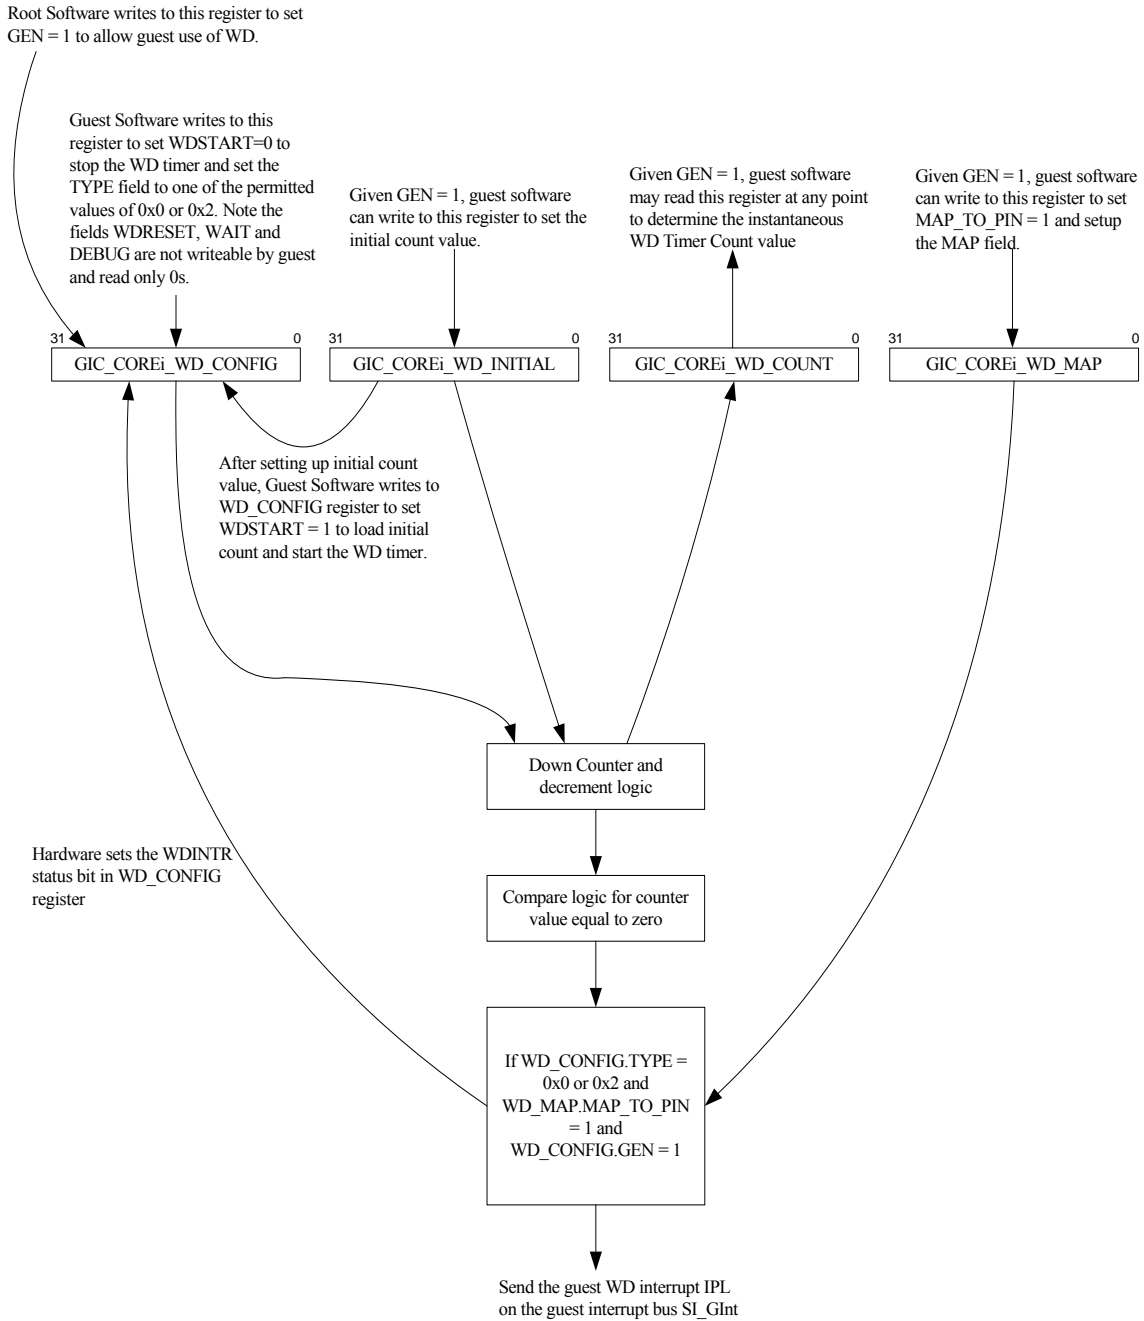 Root Software writes to this register to set
GEN = 1 to allow guest use of WD.
Guest Software writes to this
register to set WDSTART=0 to
stop the WD timer and set the
TYPE field to one of the permitted
values of 0x0 or 0x2. Note the
fields WDRESET, WAIT and
DEBUG are not writeable by guest
and read only 0s.
Given GEN = 1, guest software
can write to this register to set the
initial count value.
Given GEN = 1, guest software
may read this register at any point
to determine the instantaneous
WD Timer Count value
Given GEN = 1, guest software
can write to this register to set
MAP_TO_PIN = 1 and setup
the MAP field.
31 0
GIC_COREi_WD_CONFIG
31 0
GIC_COREi_WD_INITIAL
31 0
GIC_COREi_WD_COUNT
31 0
GIC_COREi_WD_MAP
After setting up initial count
value, Guest Software writes to
WD_CONFIG register to set
WDSTART = 1 to load initial
count and start the WD timer.
Down Counter and
decrement logic
Hardware sets the WDINTR
status bit in WD_CONFIG
register
Compare logic for counter
value equal to zero
If WD_CONFIG.TYPE =
0x0 or 0x2 and
WD_MAP.MAP_TO_PIN
= 1 and
WD_CONFIG.GEN = 1
Send the guest WD interrupt IPL
on the guest interrupt bus SI_GInt